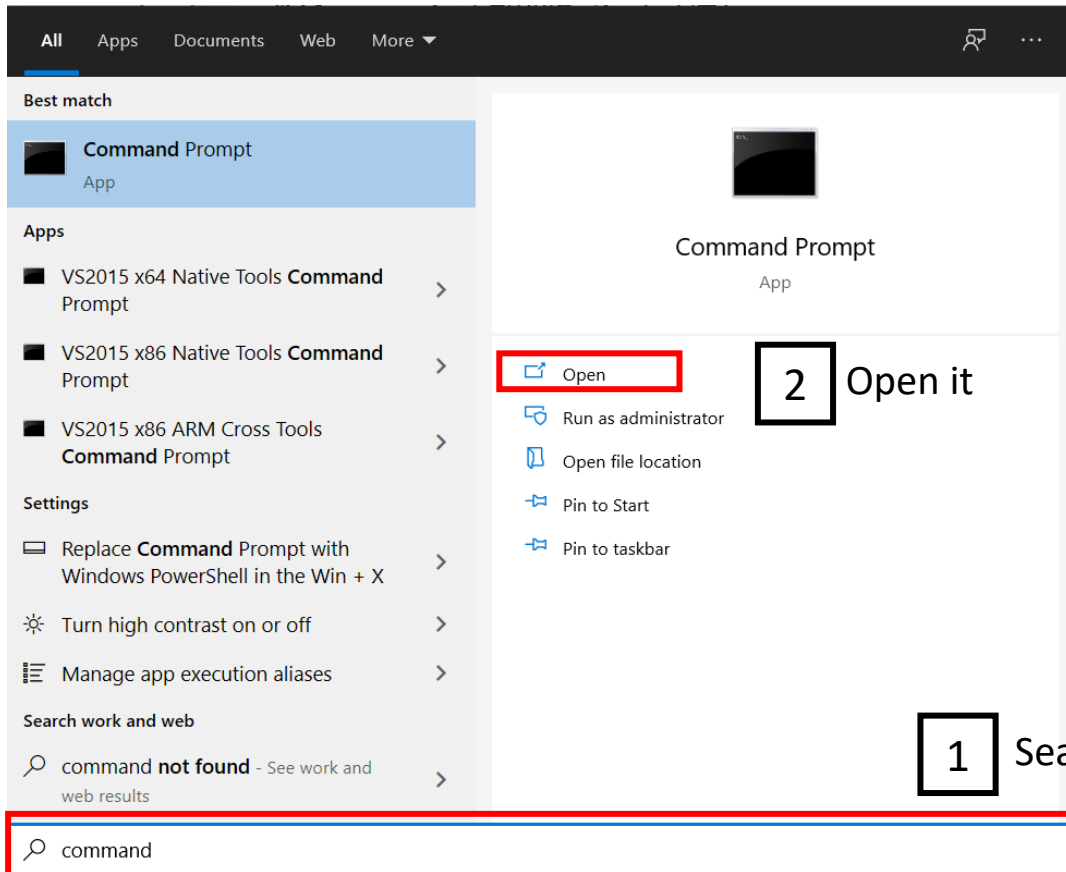 All Apps Documents Web More
Best match
Command Prompt
App
Apps
VS2015 x64 Native Tools Command
Prompt
VS2015 x86 Native Tools Command
Prompt
VS2015 x86 ARM Cross Tools
Command Prompt
Settings
Replace Command Prompt with
Windows PowerShell in the Win + X
Turn high contrast on or off
Manage app execution aliases
Search work and web
command not found - See work and
web results
command
Command Prompt
App
Open
Run as administrator
Open file location
Pin to Start
Pin to taskbar
2 Open it
1